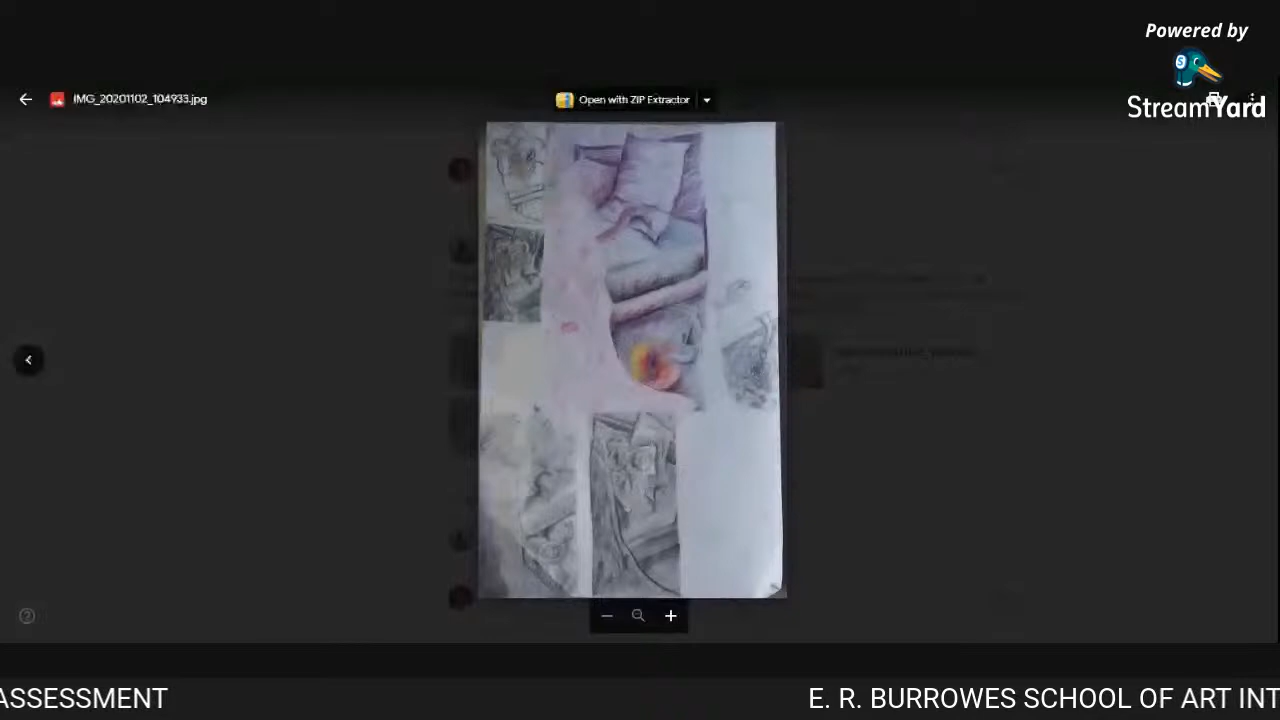 Powered by
StreamYard
IMG_20201102_104933.jpg
Open with ZIP Extractor
ASSESSMENT
E. R. BURROWES SCHOOL OF ART INT